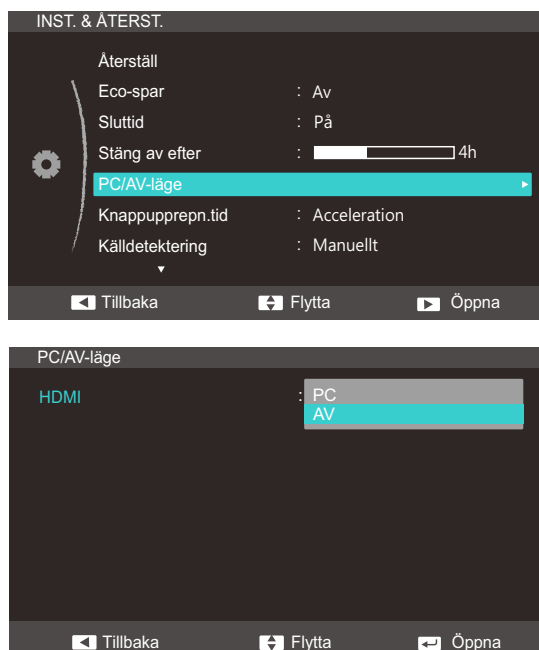 INST. & ÅTERST.
Återställ
Eco-spar : Av
Sluttid : På
Stäng av efter : 4h
PC/AV-läge
Knappupprepn.tid : Acceleration
Källdetektering : Manuellt
Tillbaka Flytta Öppna
PC/AV-läge
HDMI : PC
AV
Tillbaka Flytta Öppna